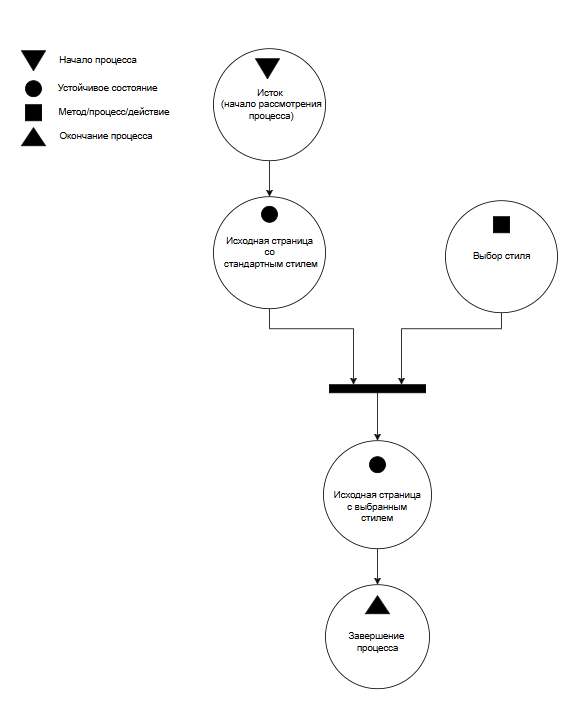 Начало процесса
Устойчивое состояние
Метод/процесс/действие
Окончание процесса
Исток
(начало рассмотрения
процесса)
Исходная страница
со
стандартным стилем
Выбор стиля
Исходная страница
с выбранным
стилем
Завершение
процесса